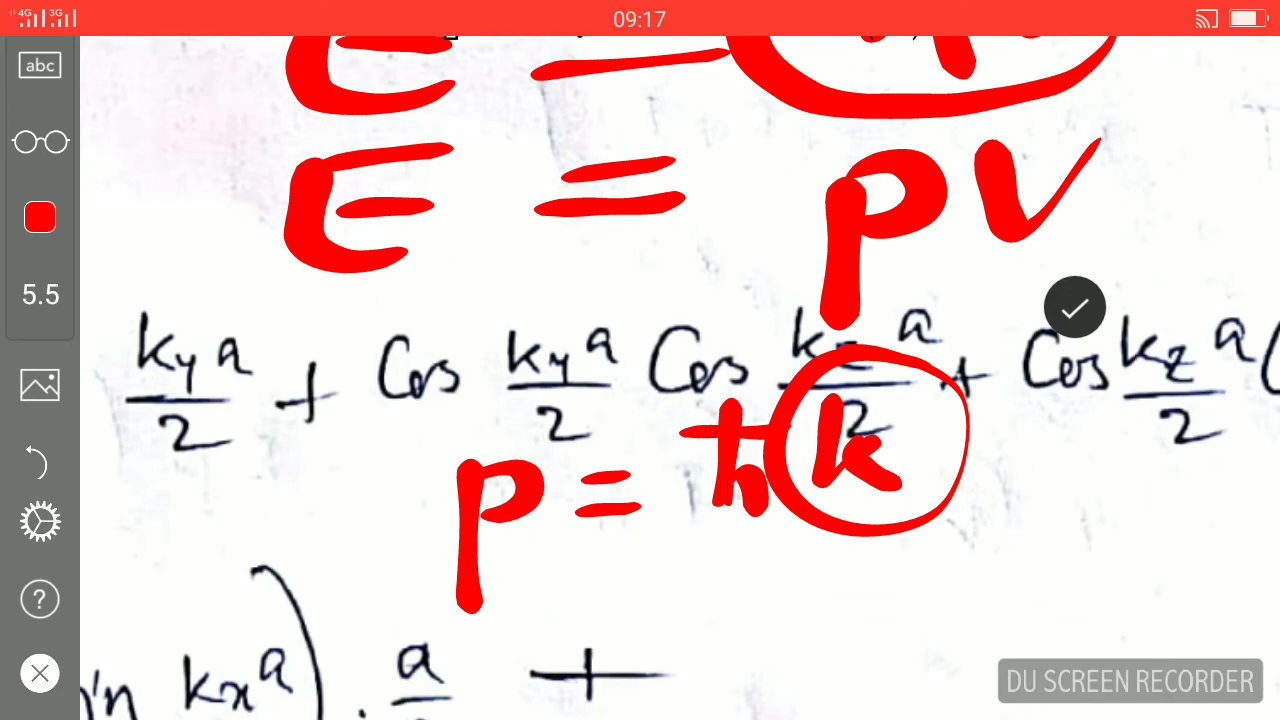 4G 3G 09:17
abc
E =
E = pv
5.5
kya/2 + Cos kya/2 Cos kza/2 + Cos kza/2 (
p = ħk
in kxa ) . a +
?
DU SCREEN RECORDER